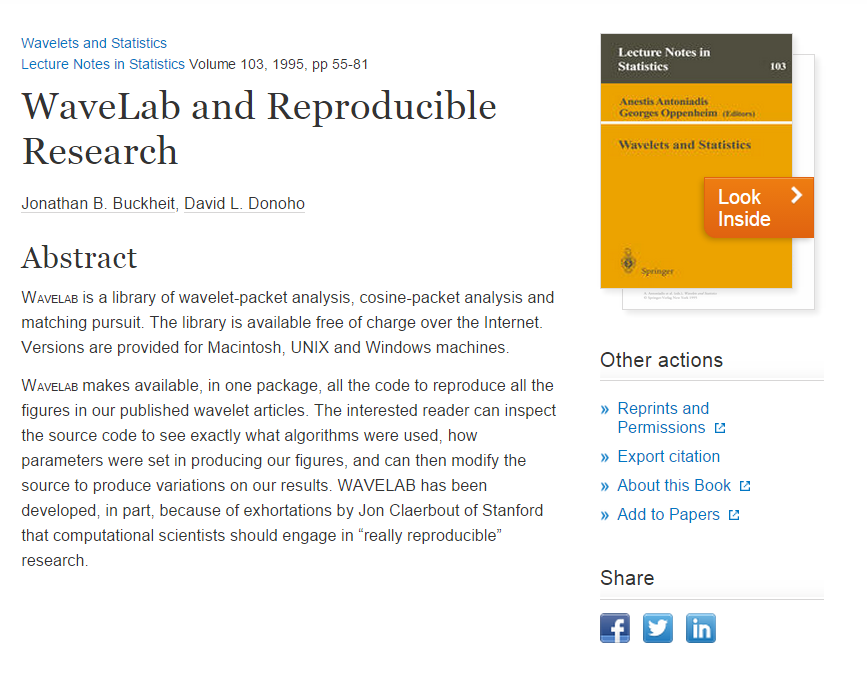 Wavelets and Statistics
Lecture Notes in Statistics Volume 103, 1995, pp 55-81
WaveLab and Reproducible
Research
Jonathan B. Buckheit, David L. Donoho
Abstract
WAVELAB is a library of wavelet-packet analysis, cosine-packet analysis and
matching pursuit. The library is available free of charge over the Internet.
Versions are provided for Macintosh, UNIX and Windows machines.
WAVELAB makes available, in one package, all the code to reproduce all the
figures in our published wavelet articles. The interested reader can inspect
the source code to see exactly what algorithms were used, how
parameters were set in producing our figures, and can then modify the
source to produce variations on our results. WAVELAB has been
developed, in part, because of exhortations by Jon Claerbout of Stanford
that computational scientists should engage in “really reproducible”
research.
Lecture Notes in
Statistics 103
Anestis Antoniadis
Georges Oppenheim (Editors)
Wavelets and Statistics
Look
Inside
Springer
Other actions
» Reprints and
Permissions
» Export citation
» About this Book
» Add to Papers
Share
f
in